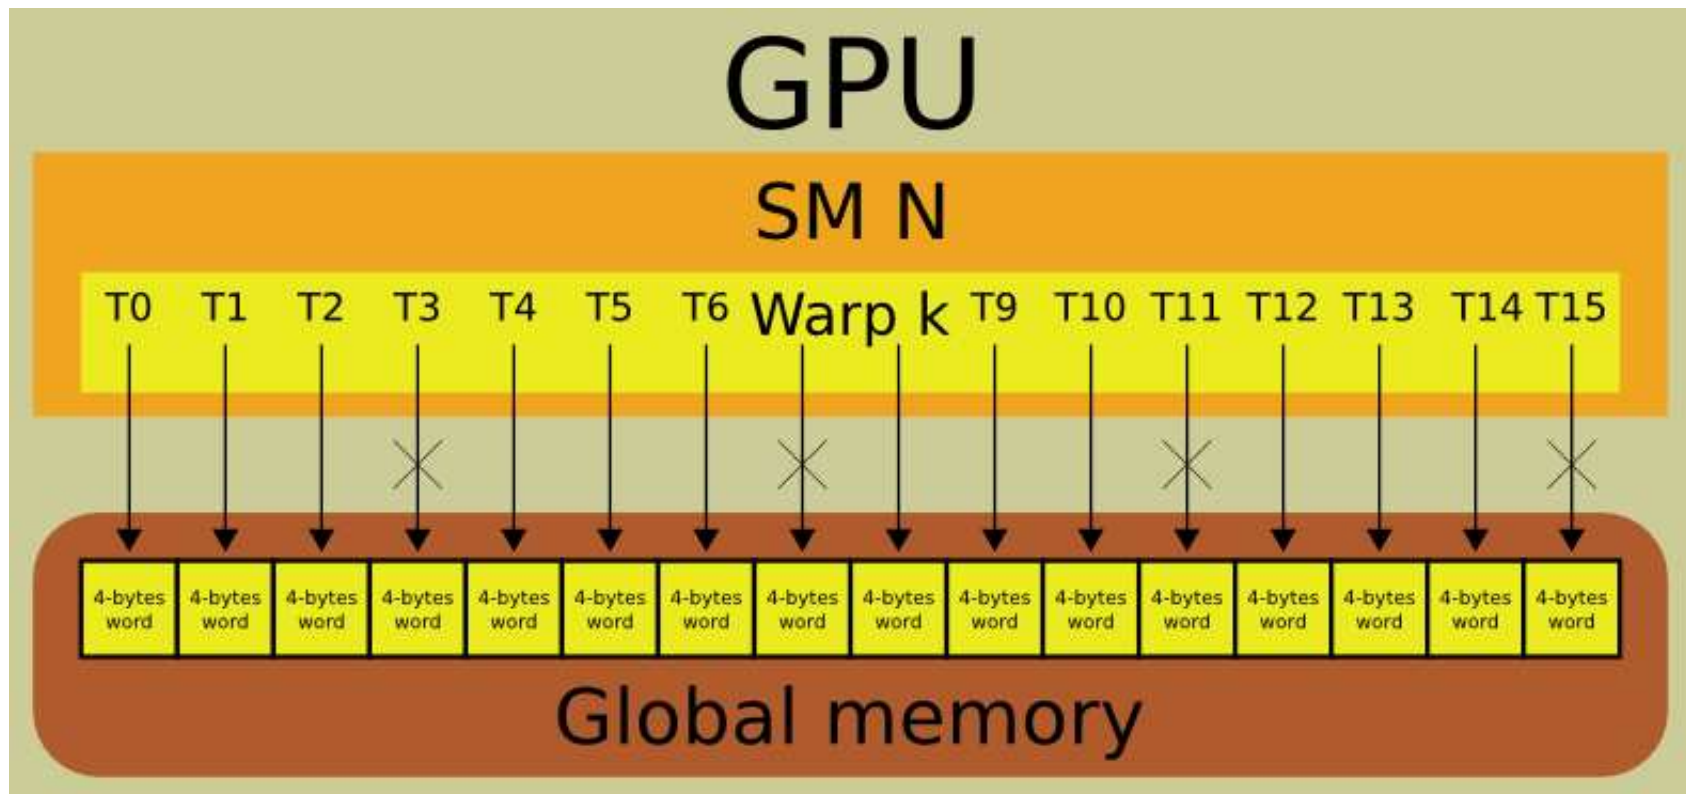 GPU
SM N
T0 T1 T2 T3 T4 T5 T6 Warp k T9 T10 T11 T12 T13 T14 T15
4-bytes 4-bytes 4-bytes 4-bytes 4-bytes 4-bytes 4-bytes 4-bytes 4-bytes 4-bytes 4-bytes 4-bytes 4-bytes 4-bytes 4-bytes 4-bytes
word word word word word word word word word word word word word word word word
Global memory